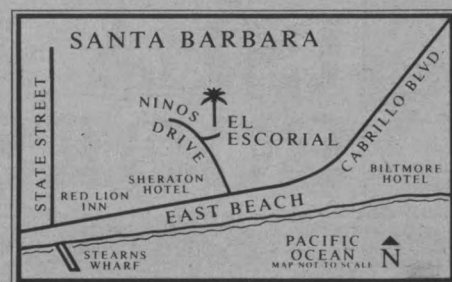 SANTA BARBARA
STATE STREET
NINOS
DRIVE
EL
ESCORIAL
CABRILLO BLVD.
SHERATON
HOTEL
BILTMORE
HOTEL
RED LION
INN
EAST BEACH
STEARNS
WHARF
PACIFIC
OCEAN
MAP NOT TO SCALE
N